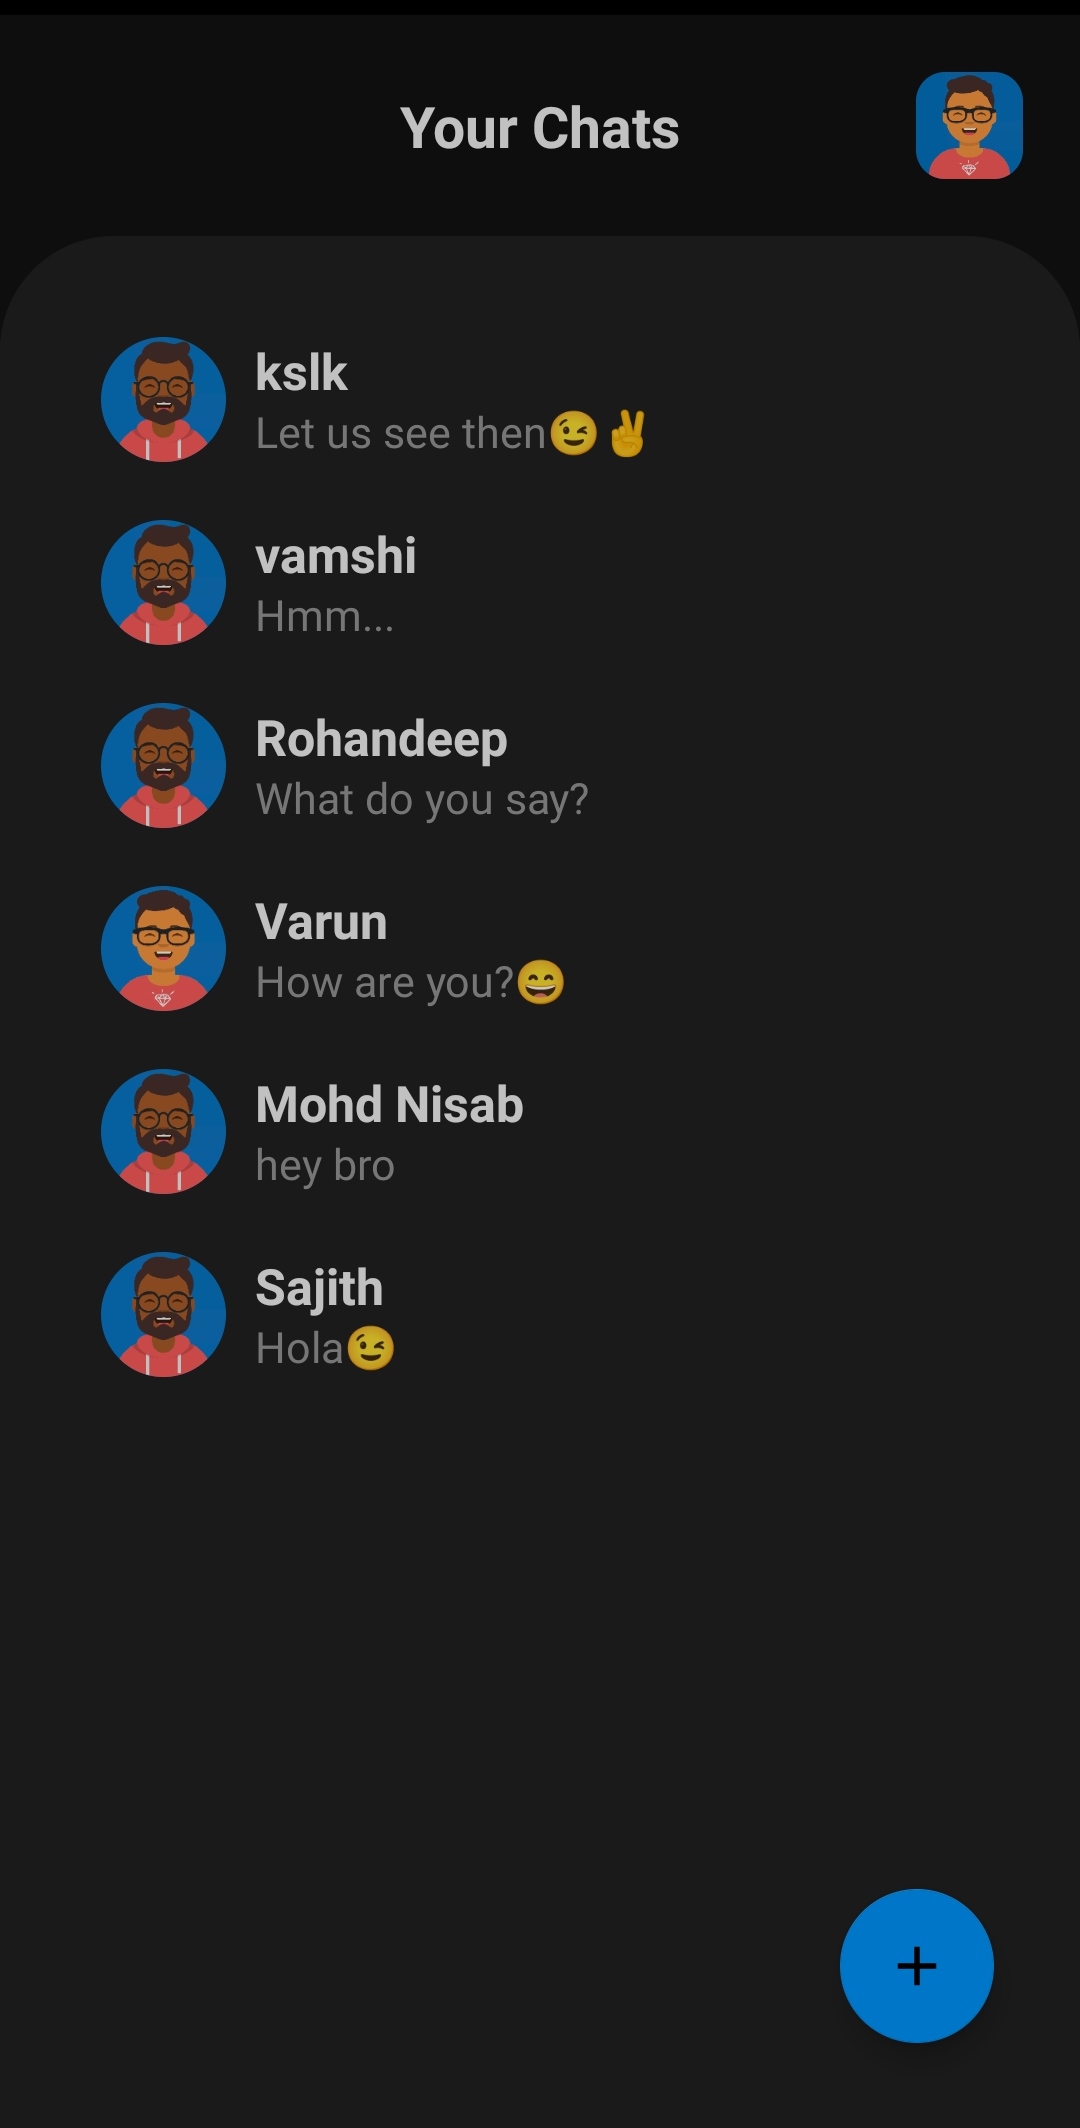 Your Chats
kslk
Let us see then😉✌
vamshi
Hmm...
Rohandeep
What do you say?
Varun
How are you?😄
Mohd Nisab
hey bro
Sajith
Hola😉